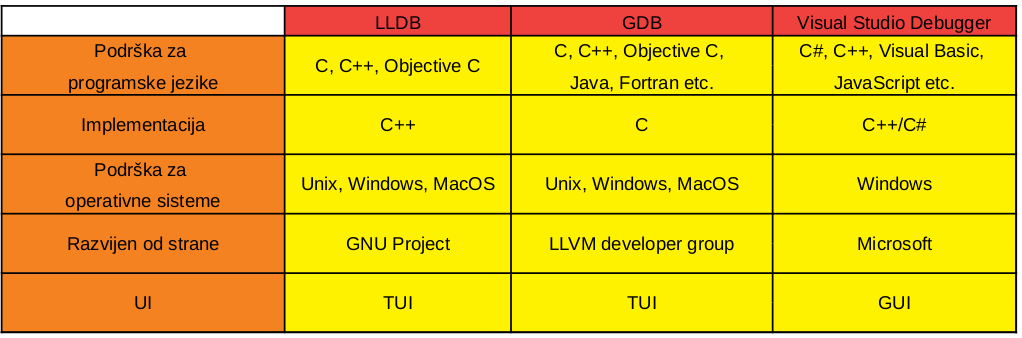 LLDB GDB Visual Studio Debugger
Podrška za
programske jezike
C, C++, Objective C
C, C++, Objective C,
Java, Fortran etc.
C#, C++, Visual Basic,
JavaScript etc.
Implementacija C++ C C++/C#
Podrška za
operativne sisteme
Unix, Windows, MacOS Unix, Windows, MacOS Windows
Razvijen od strane GNU Project LLVM developer group Microsoft
UI TUI TUI GUI